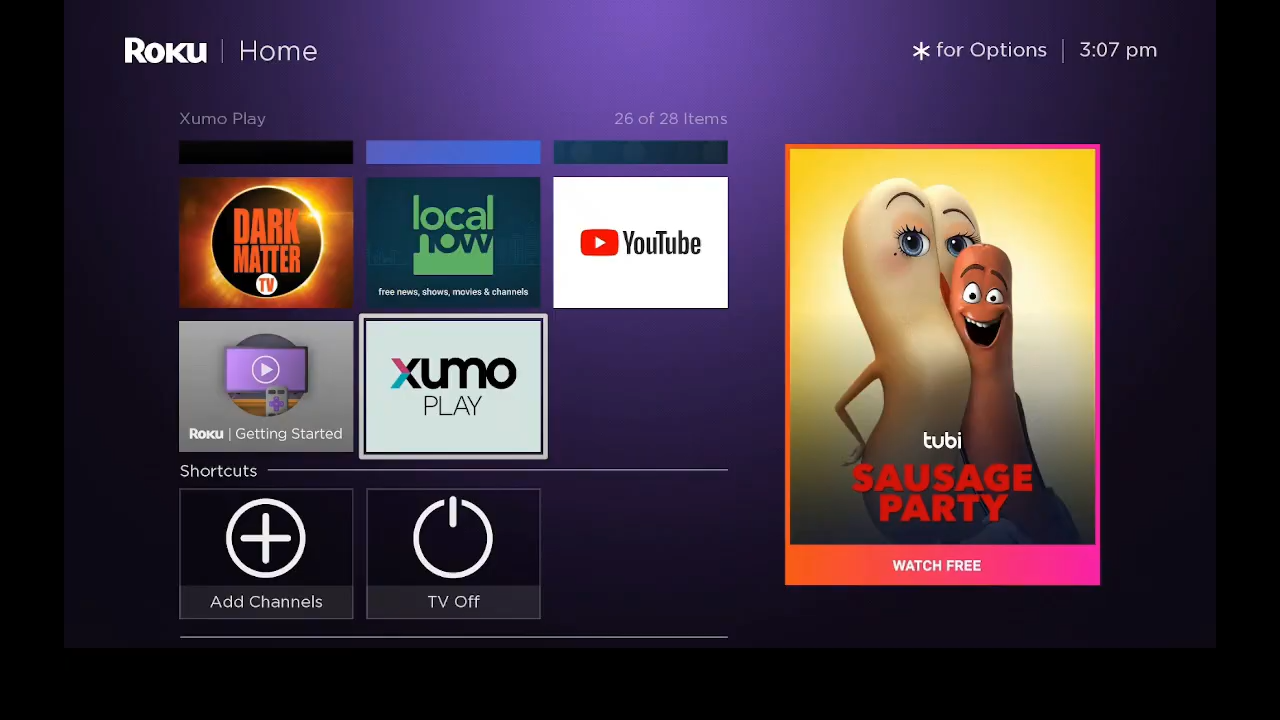 Roku | Home
* for Options | 3:07 pm
Xumo Play
26 of 28 Items
DARK
MATTER
TV
local
now
free news, shows, movies & channels
YouTube
Roku | Getting Started
xumo
PLAY
Shortcuts
Add Channels
TV Off
tubi
SAUSAGE
PARTY
WATCH FREE